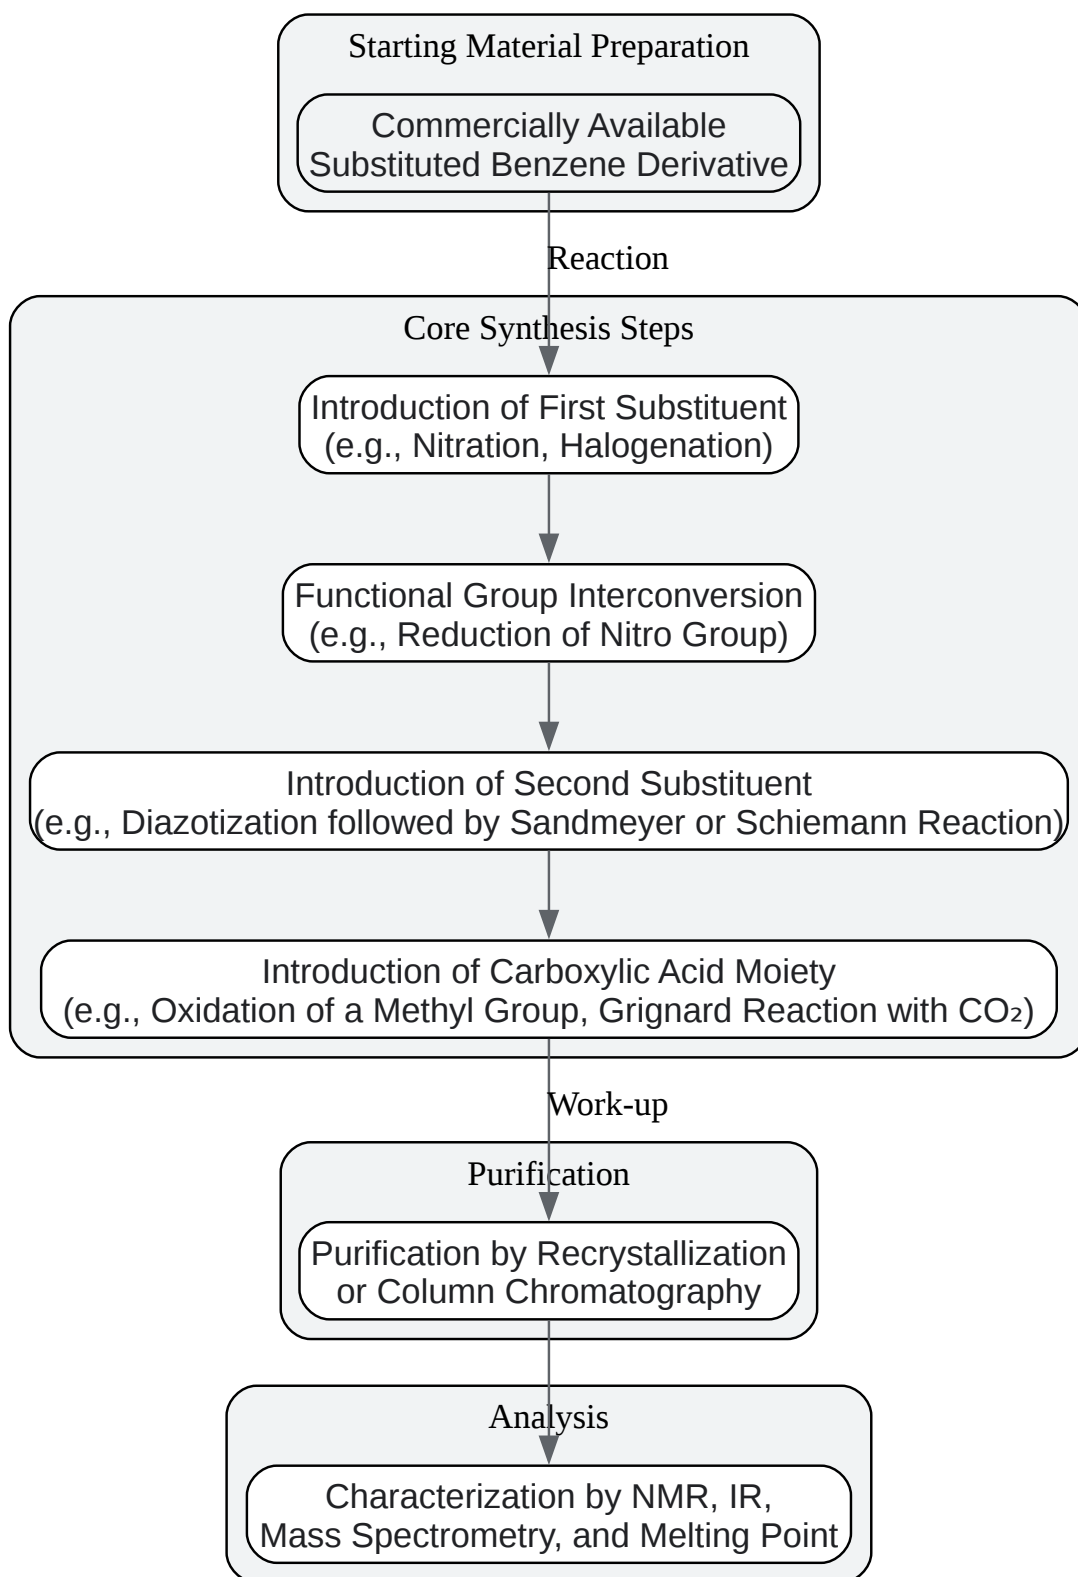 Starting Material Preparation
Commercially Available
Substituted Benzene Derivative
Reaction
Core Synthesis Steps
Introduction of First Substituent
(e.g., Nitration, Halogenation)
Functional Group Interconversion
(e.g., Reduction of Nitro Group)
Introduction of Second Substituent
(e.g., Diazotization followed by Sandmeyer or Schiemann Reaction)
Introduction of Carboxylic Acid Moiety
(e.g., Oxidation of a Methyl Group, Grignard Reaction with CO₂)
Work-up
Purification
Purification by Recrystallization
or Column Chromatography
Analysis
Characterization by NMR, IR,
Mass Spectrometry, and Melting Point